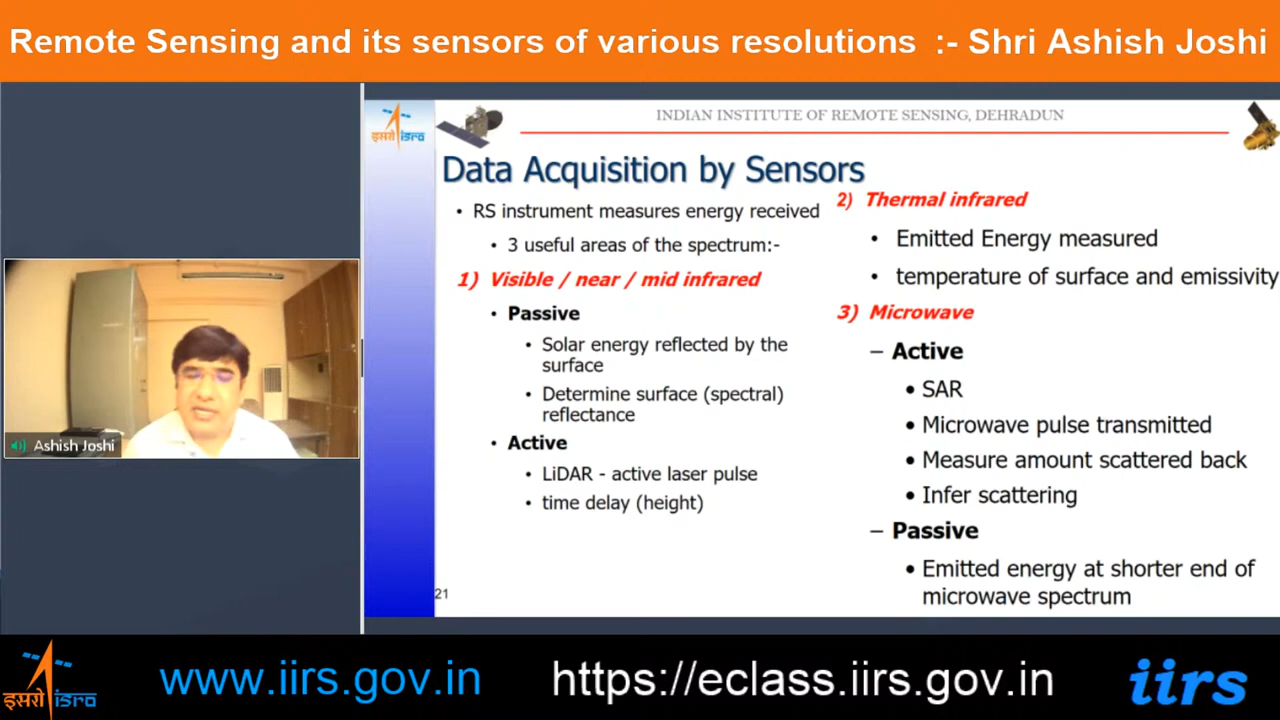 Remote Sensing and its sensors of various resolutions :- Shri Ashish Joshi
इसरो isro
INDIAN INSTITUTE OF REMOTE SENSING, DEHRADUN
Data Acquisition by Sensors
• RS instrument measures energy received
• 3 useful areas of the spectrum:-
1) Visible / near / mid infrared
• Passive
• Solar energy reflected by the
surface
• Determine surface (spectral)
reflectance
• Active
• LiDAR - active laser pulse
• time delay (height)
2) Thermal infrared
• Emitted Energy measured
• temperature of surface and emissivity
3) Microwave
– Active
• SAR
• Microwave pulse transmitted
• Measure amount scattered back
• Infer scattering
– Passive
• Emitted energy at shorter end of
microwave spectrum
21
Ashish Joshi
इसरो isro
www.iirs.gov.in
https://eclass.iirs.gov.in
iirs